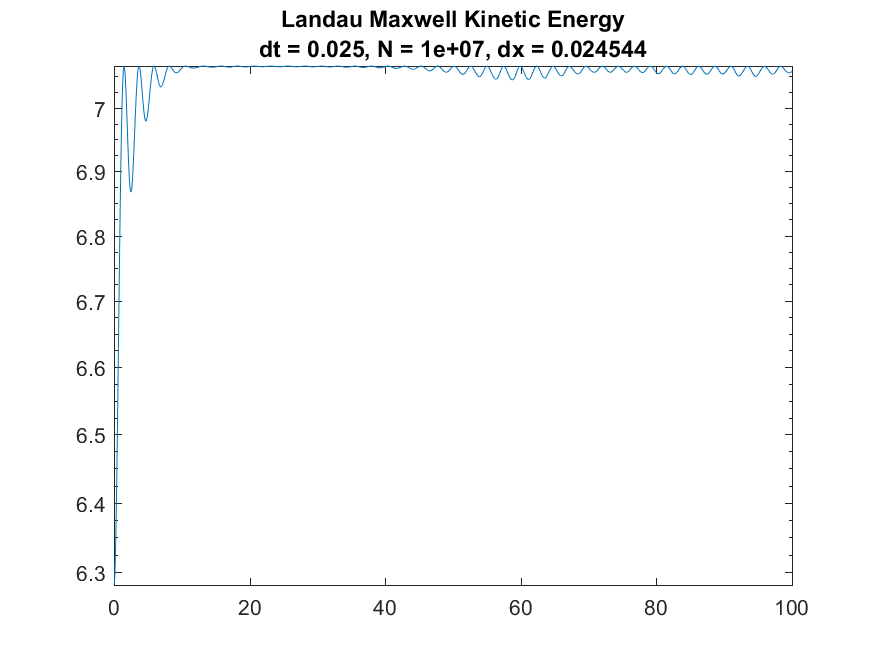 Landau Maxwell Kinetic Energy
dt = 0.025, N = 1e+07, dx = 0.024544
7
6.9
6.8
6.7
6.6
6.5
6.4
6.3
0 20 40 60 80 100